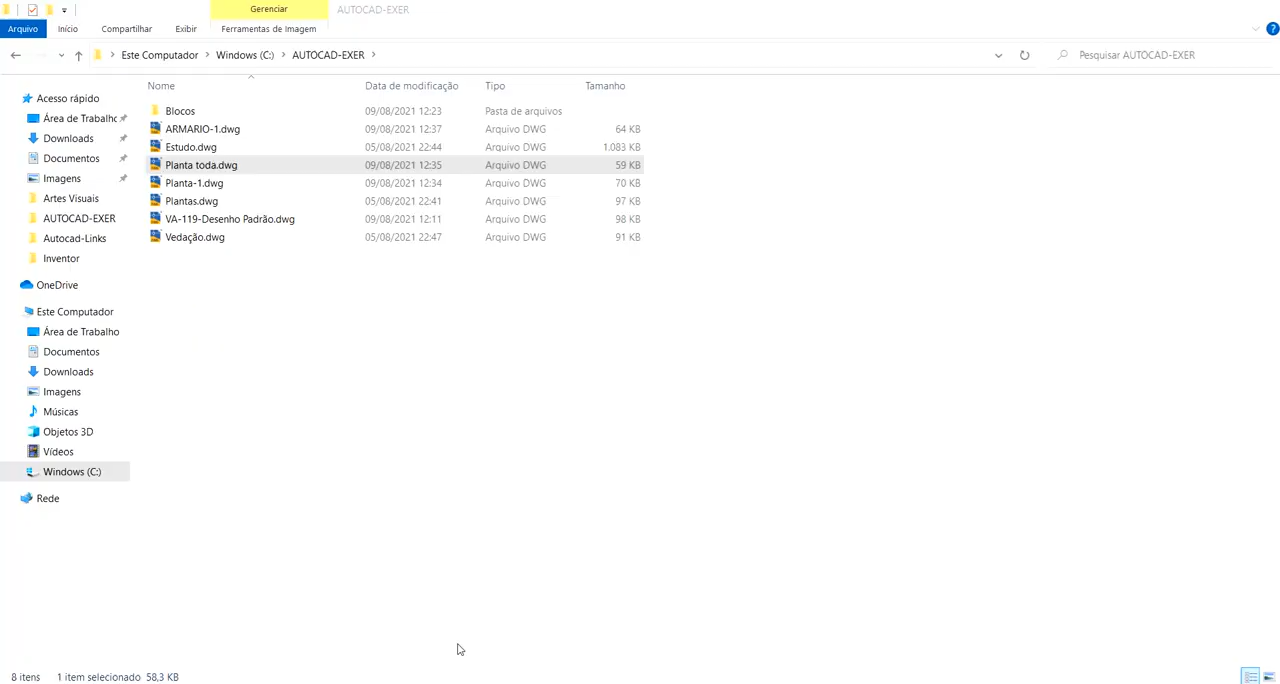 Gerenciar
AUTOCAD-EXER
Arquivo Início Compartilhar Exibir Ferramentas de Imagem
Este Computador Windows (C:) AUTOCAD-EXER Pesquisar AUTOCAD-EXER
Nome Data de modificação Tipo Tamanho
Acesso rápido
Área de Trabalho
Downloads
Documentos
Imagens
Artes Visuais
AUTOCAD-EXER
Autocad-Links
Inventor
OneDrive
Este Computador
Área de Trabalho
Documentos
Downloads
Imagens
Músicas
Objetos 3D
Vídeos
Windows (C:)
Rede
Blocos 09/08/2021 12:23 Pasta de arquivos
ARMARIO-1.dwg 09/08/2021 12:37 Arquivo DWG 64 KB
Estudo.dwg 05/08/2021 22:44 Arquivo DWG 1.083 KB
Planta toda.dwg 09/08/2021 12:35 Arquivo DWG 59 KB
Planta-1.dwg 09/08/2021 12:34 Arquivo DWG 70 KB
Plantas.dwg 05/08/2021 22:41 Arquivo DWG 97 KB
VA-119-Desenho Padrão.dwg 09/08/2021 12:11 Arquivo DWG 98 KB
Vedação.dwg 05/08/2021 22:47 Arquivo DWG 91 KB
8 itens 1 item selecionado 58,3 KB